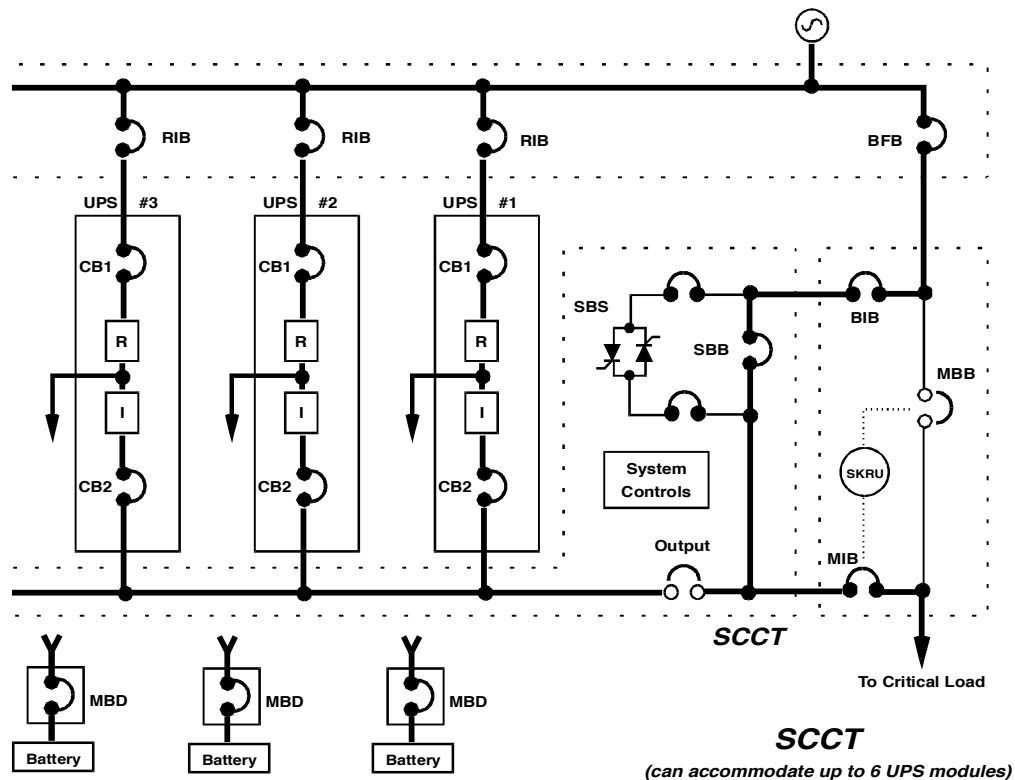 RIB
RIB
RIB
BFB
UPS #3
UPS #2
UPS #1
CB1
CB1
CB1
SBS
SBB
BIB
R
R
R
MBB
I
I
I
System
Controls
SKRU
CB2
CB2
CB2
Output
MIB
SCCT
To Critical Load
MBD
MBD
MBD
Battery
Battery
Battery
SCCT
(can accommodate up to 6 UPS modules)